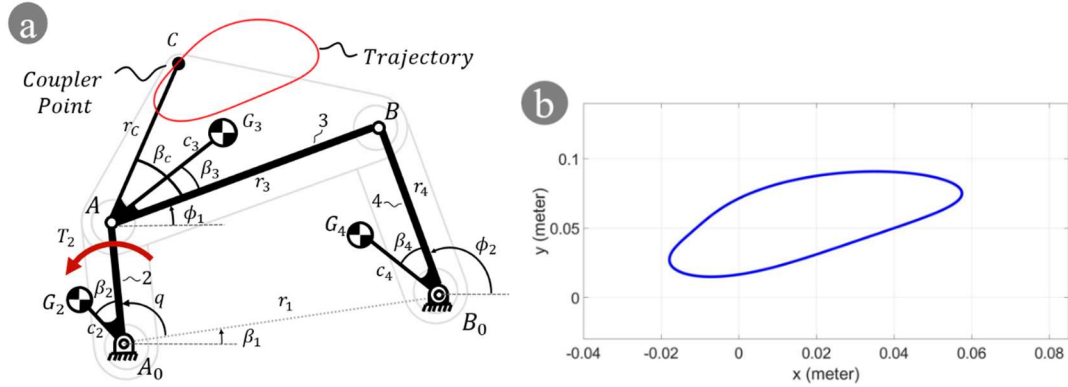 a
C
Trajectory
Coupler
Point
r_C
c_3
G_3
3
B
β_c
β_3
r_3
r_4
A
ϕ_1
4
G_4
β_4
ϕ_2
T_2
2
c_4
G_2
β_2
q
r_1
c_2
β_1
B_0
A_0
b
0.1
0.05
0
y (meter)
-0.04
-0.02
0
0.02
0.04
0.06
0.08
x (meter)